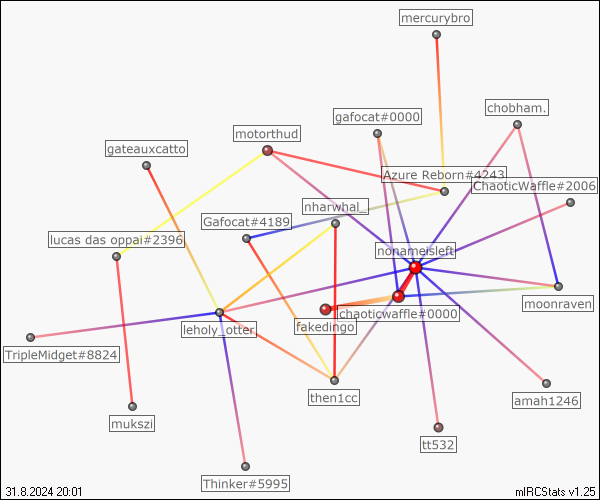 mercurybro
chobham.
gafocat#0000
motorthud
gateauxcatto
Azure Reborn#4243
ChaoticWaffle#2006
nharwhal_
Gafocat#4189
lucas das oppai#2396
nonameisleft
moonraven
chaoticwaffle#0000
fakedingo
leholy_otter
TripleMidget#8824
then1cc
amah1246
mukszi
tt532
Thinker#5995
31.8.2024 20:01
mIRCStats v1.25